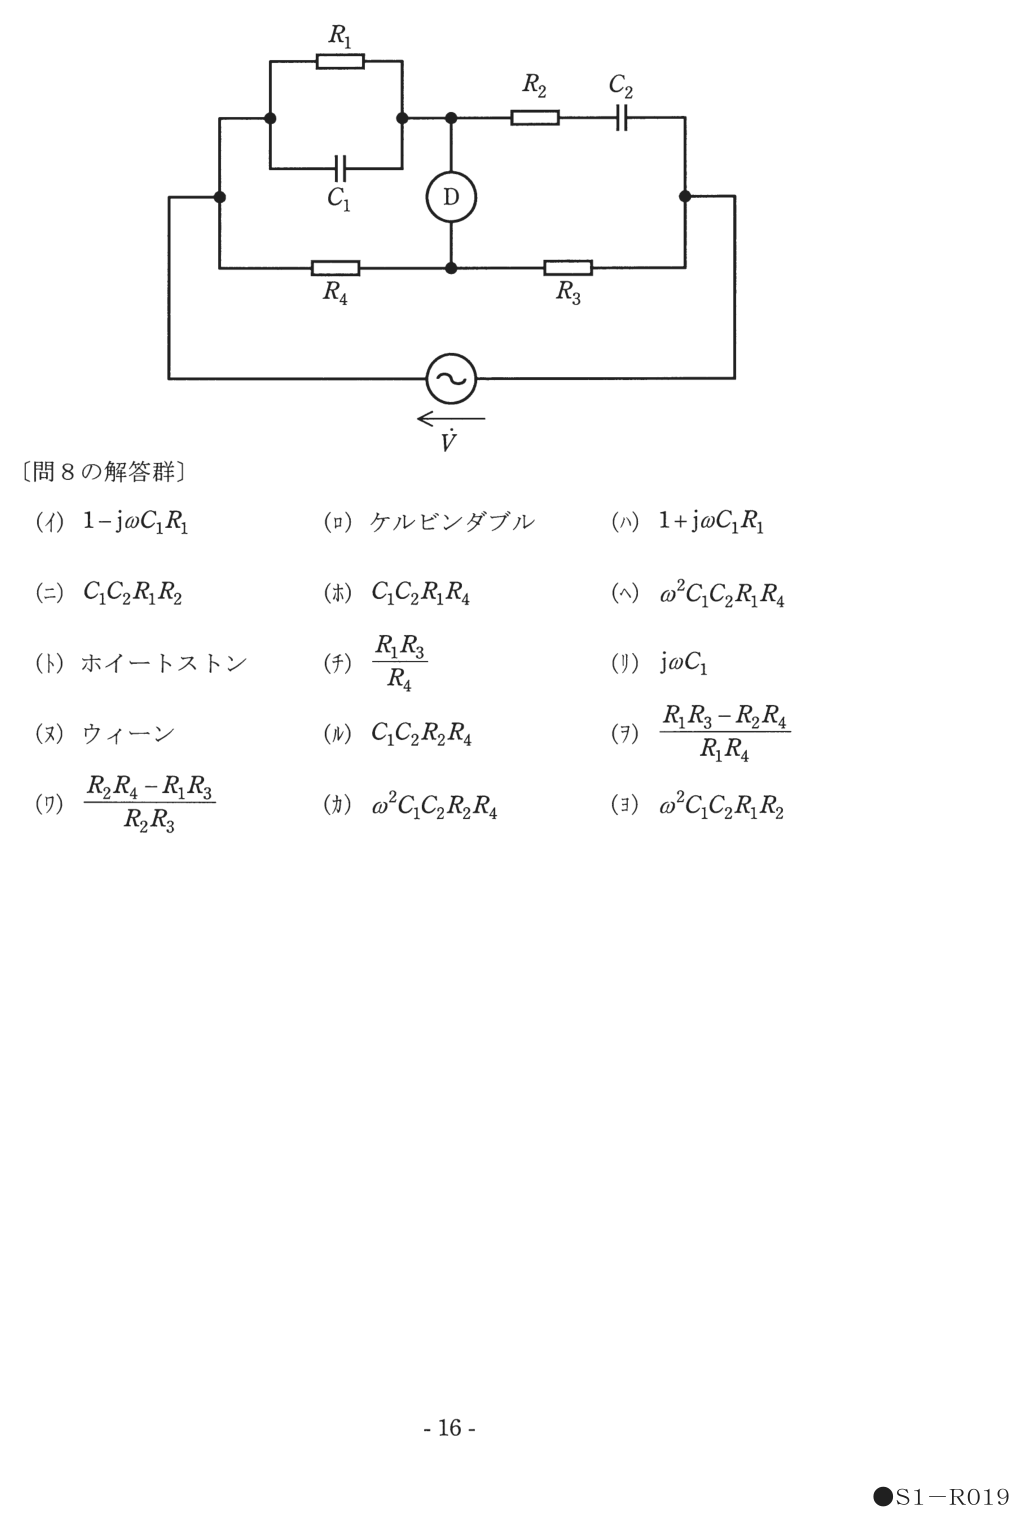 R₁
R₂ C₂
C₁
D
R₄ R₃
V̇
〔問８の解答群〕
(ｲ) 1－jωC₁R₁ (ﾛ) ケルビンダブル (ﾊ) 1＋jωC₁R₁
(ﾆ) C₁C₂R₁R₂ (ﾎ) C₁C₂R₁R₄ (ﾍ) ω²C₁C₂R₁R₄
(ﾄ) ホイートストン (ﾁ) R₁R₃/R₄ (ﾘ) jωC₁
(ﾇ) ウィーン (ﾙ) C₁C₂R₂R₄ (ｦ) (R₁R₃－R₂R₄)/(R₁R₄)
(ﾜ) (R₂R₄－R₁R₃)/(R₂R₃) (ｶ) ω²C₁C₂R₂R₄ (ﾖ) ω²C₁C₂R₁R₂
- 16 -
●S1－R019